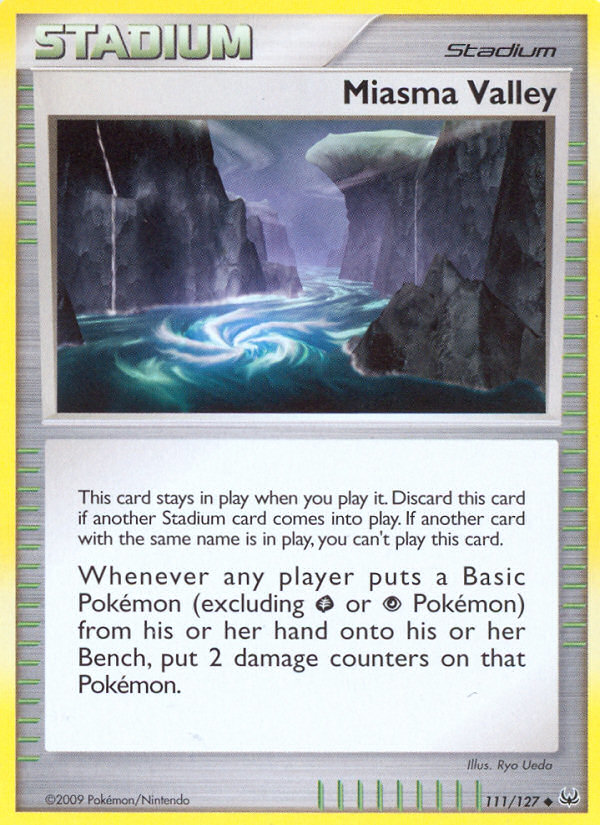 STADIUM
Stadium
Miasma Valley
This card stays in play when you play it. Discard this card
if another Stadium card comes into play. If another card
with the same name is in play, you can't play this card.
Whenever any player puts a Basic
Pokémon (excluding or Pokémon)
from his or her hand onto his or her
Bench, put 2 damage counters on that
Pokémon.
Illus. Ryo Ueda
©2009 Pokémon/Nintendo
111/127